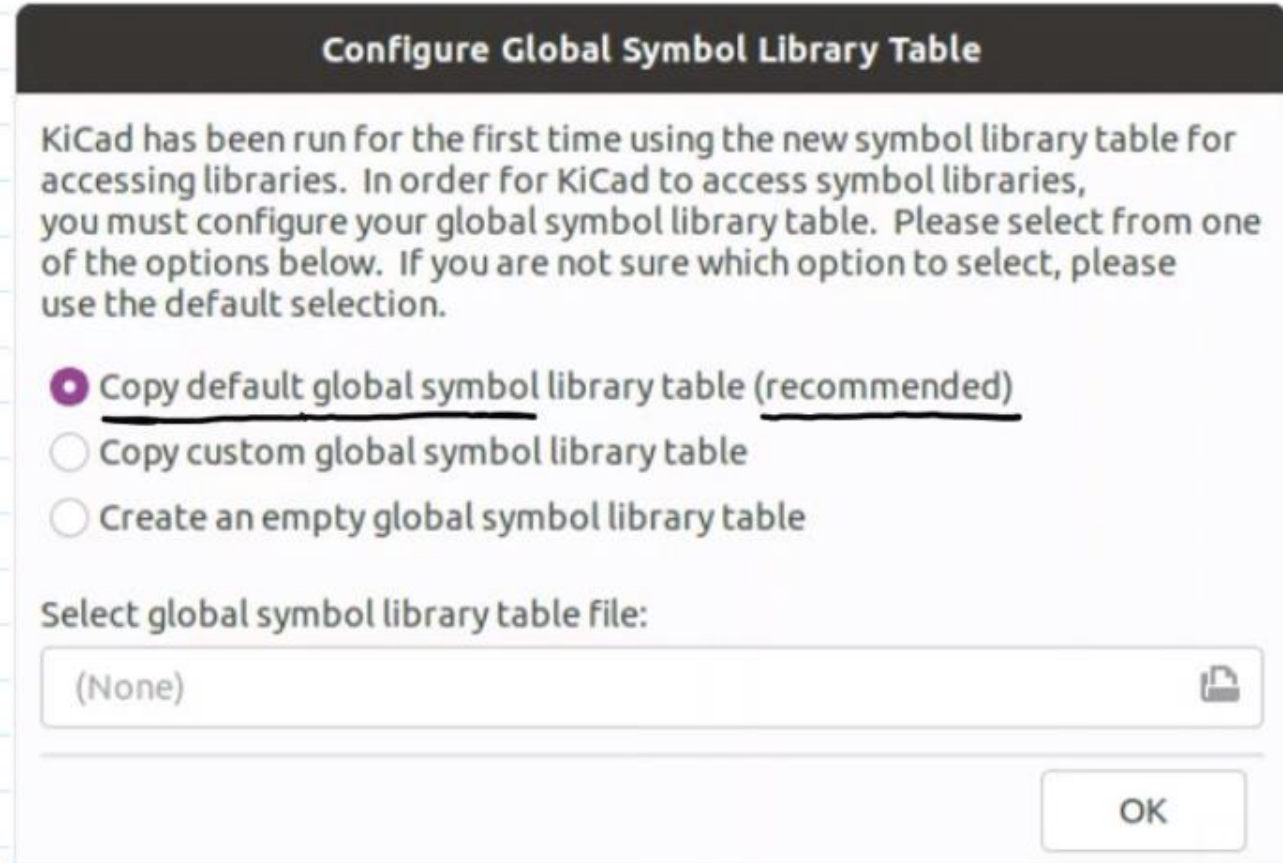 Configure Global Symbol Library Table
KiCad has been run for the first time using the new symbol library table for
accessing libraries.  In order for KiCad to access symbol libraries,
you must configure your global symbol library table.  Please select from one
of the options below.  If you are not sure which option to select, please
use the default selection.
Copy default global symbol library table (recommended)
Copy custom global symbol library table
Create an empty global symbol library table
Select global symbol library table file:
(None)
OK